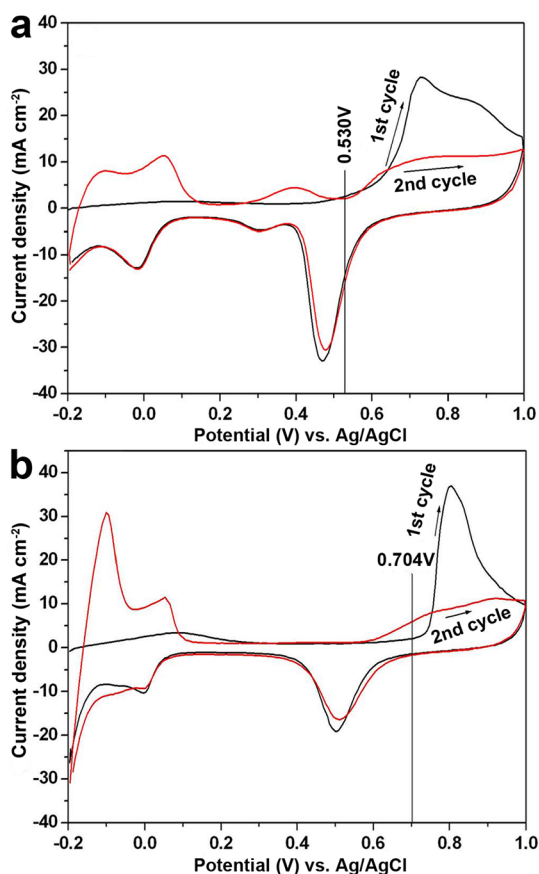 a
40
30
20
10
0
-10
-20
-30
-40
Current density (mA cm-2)
1st cycle
0.530V
2nd cycle
-0.2 0.0 0.2 0.4 0.6 0.8 1.0
Potential (V) vs. Ag/AgCl
b
40
30
20
10
0
-10
-20
-30
-40
Current density (mA cm-2)
1st cycle
0.704V
2nd cycle
-0.2 0.0 0.2 0.4 0.6 0.8 1.0
Potential (V) vs. Ag/AgCl